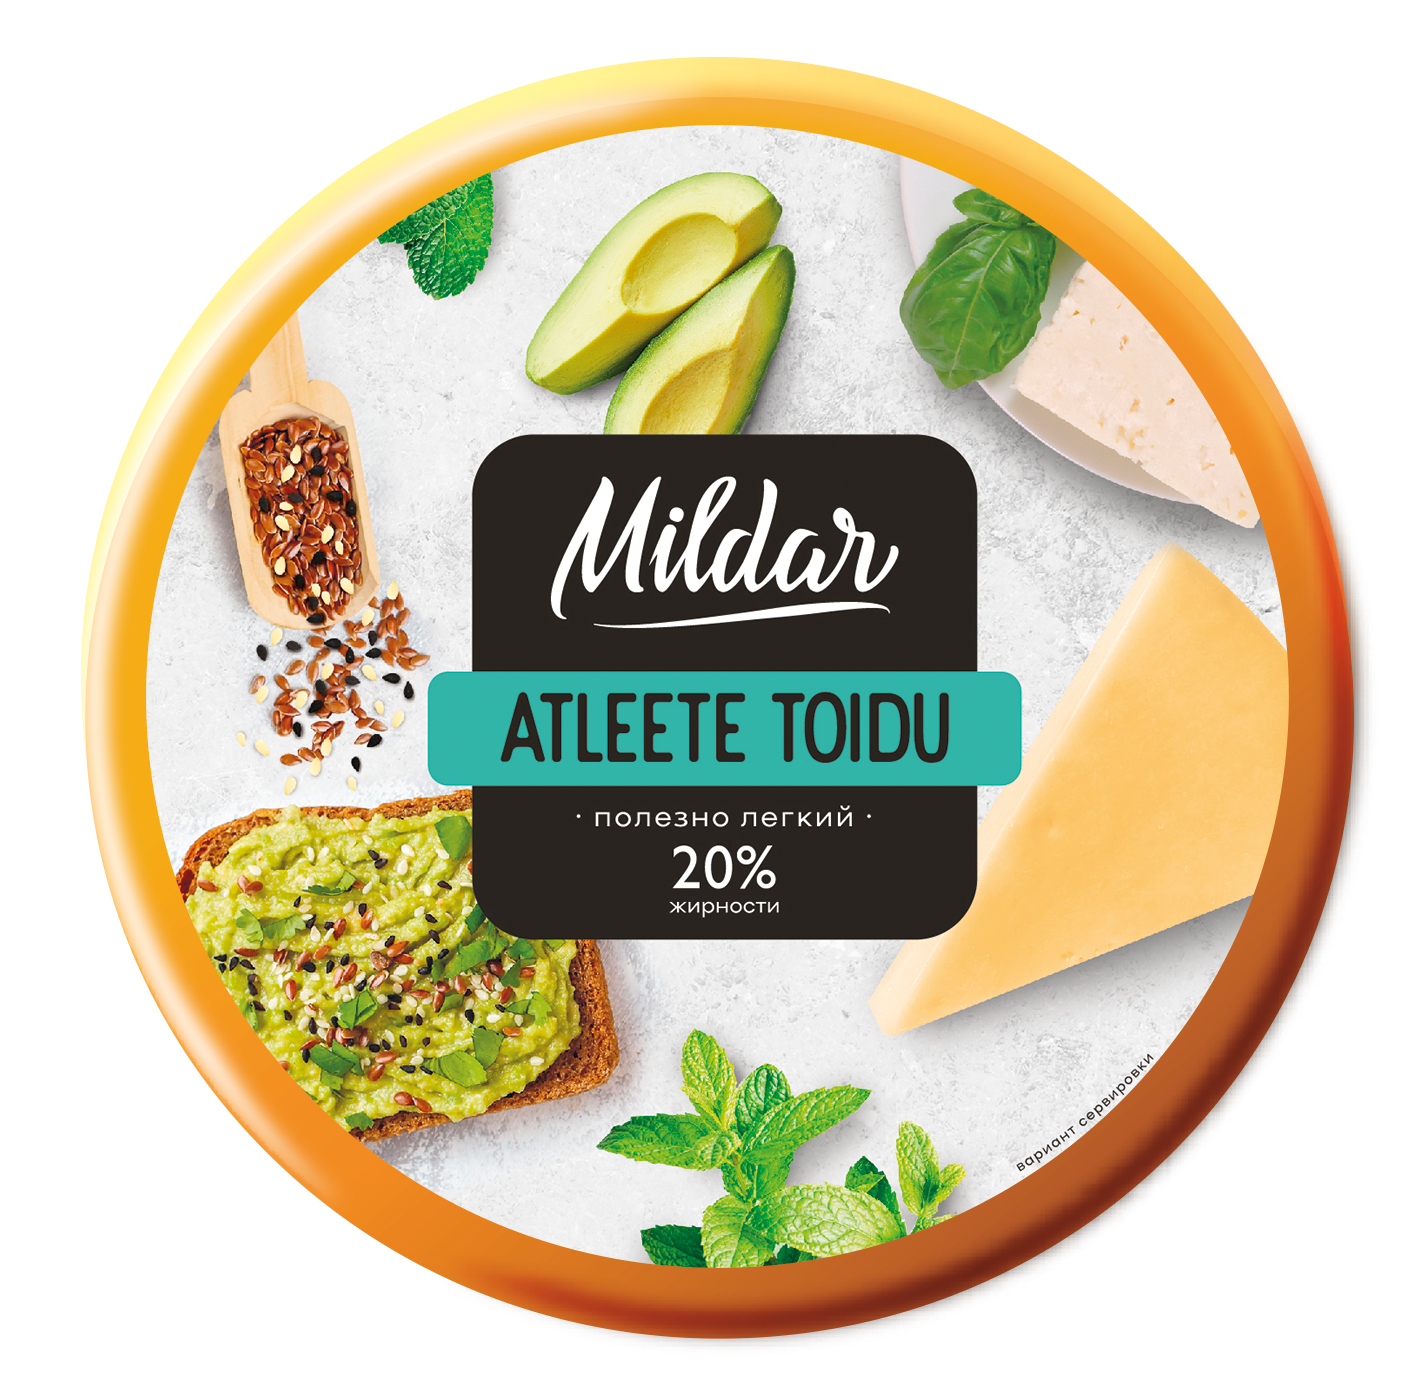 Mildar
ATLEETE TOIDU
· полезно легкий ·
20%
жирности
вариант сервировки